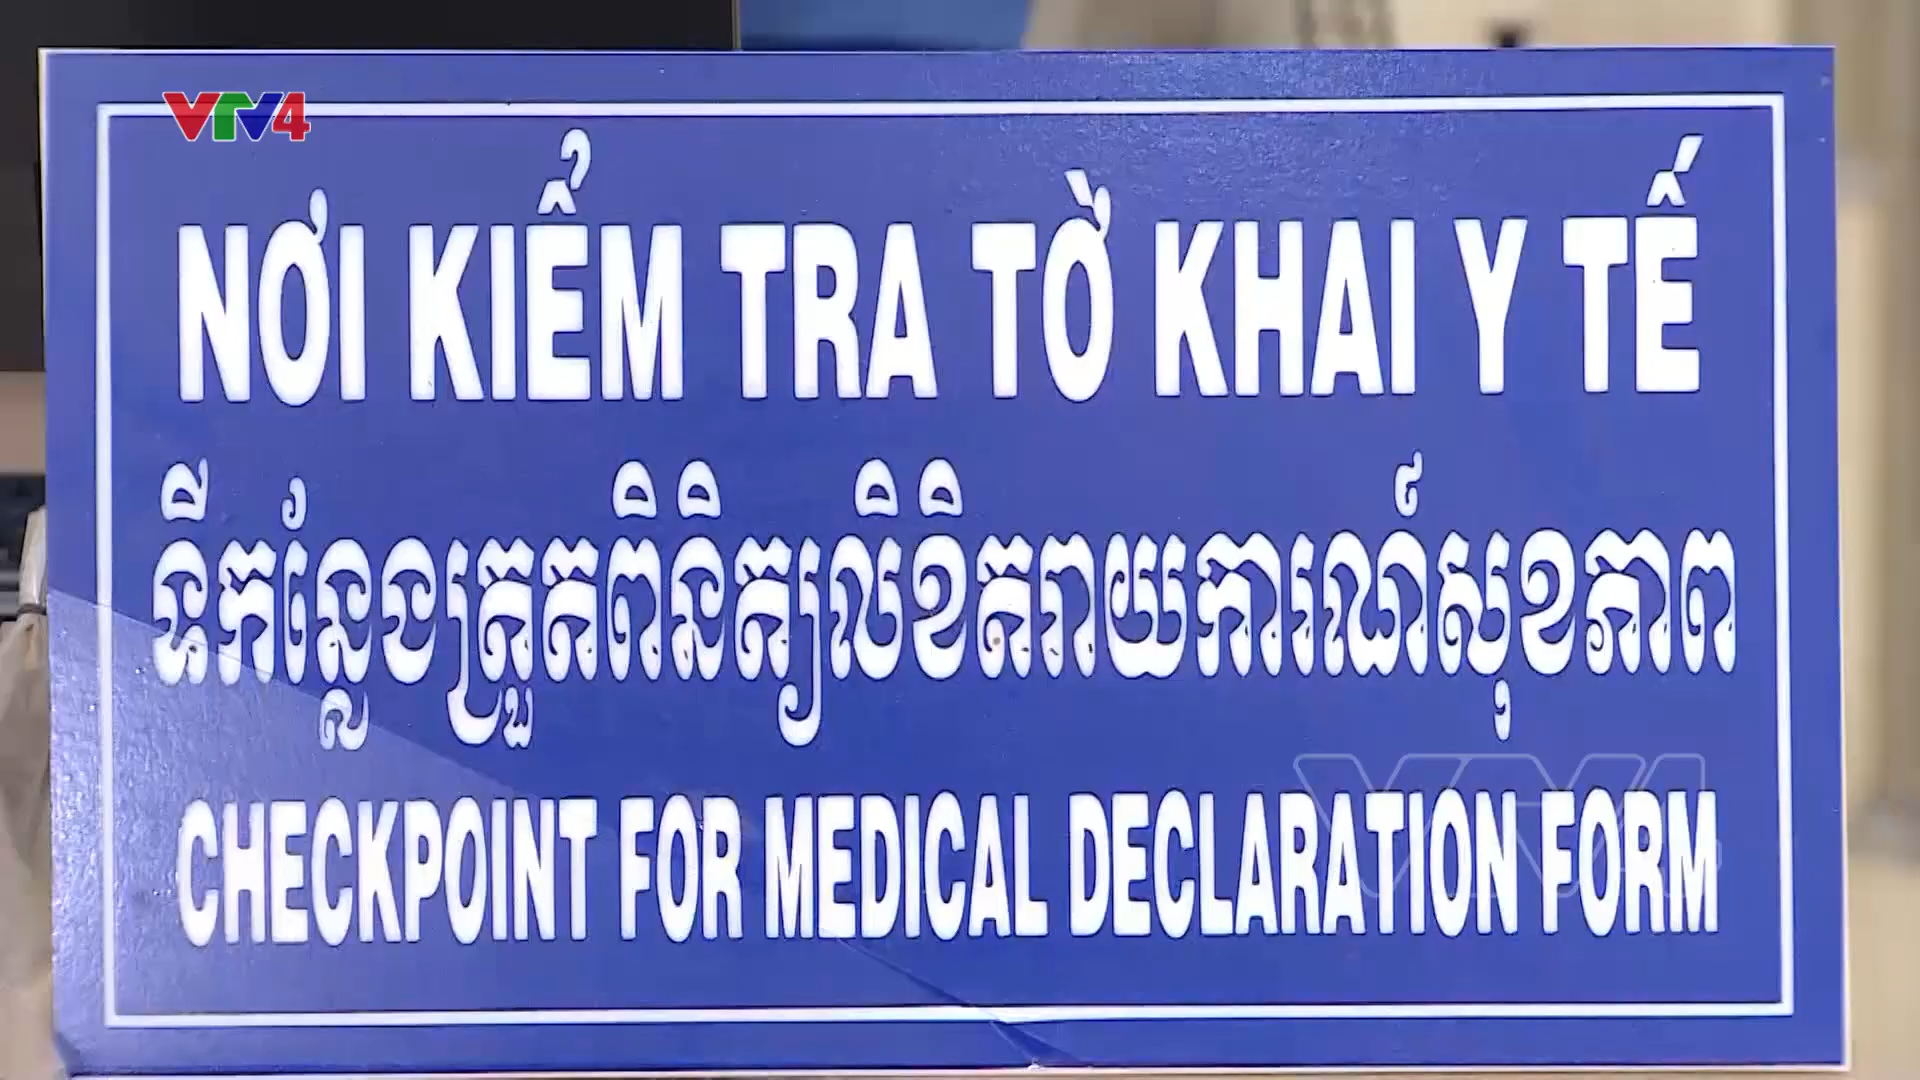 VTV4
NƠI KIỂM TRA TỜ KHAI Y TẾ
ទីកន្លែងត្រួតពិនិត្យលិខិតរាយការណ៍សុខភាព
CHECKPOINT FOR MEDICAL DECLARATION FORM
VTV4